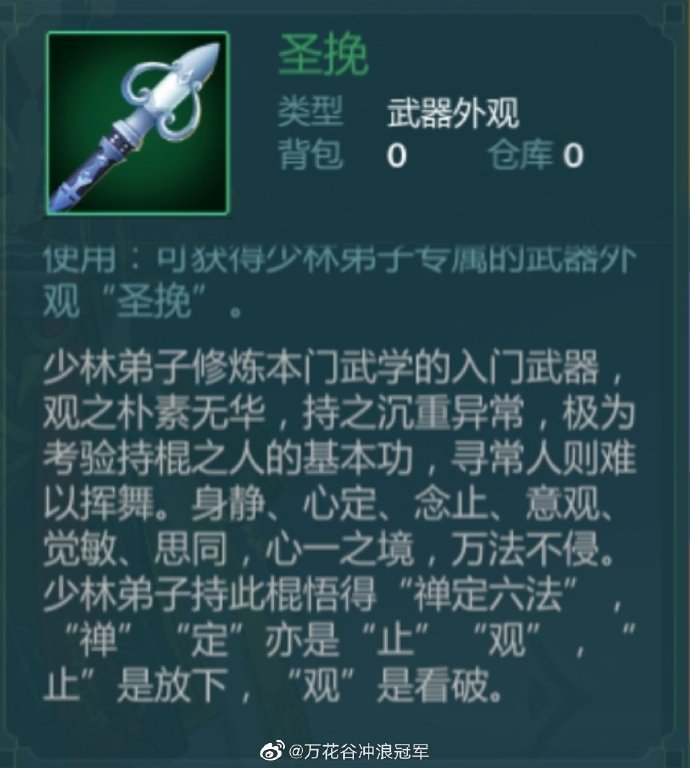 圣挽
类型 武器外观
背包 0 仓库 0
使用：可获得少林弟子专属的武器外
观“圣挽”。
少林弟子修炼本门武学的入门武器，
观之朴素无华，持之沉重异常，极为
考验持棍之人的基本功，寻常人则难
以挥舞。身静、心定、念止、意观、
觉敏、思同，心一之境，万法不侵。
少林弟子持此棍悟得“禅定六法”，
“禅”“定”亦是“止”“观”，“
止”是放下，“观”是看破。
@万花谷冲浪冠军